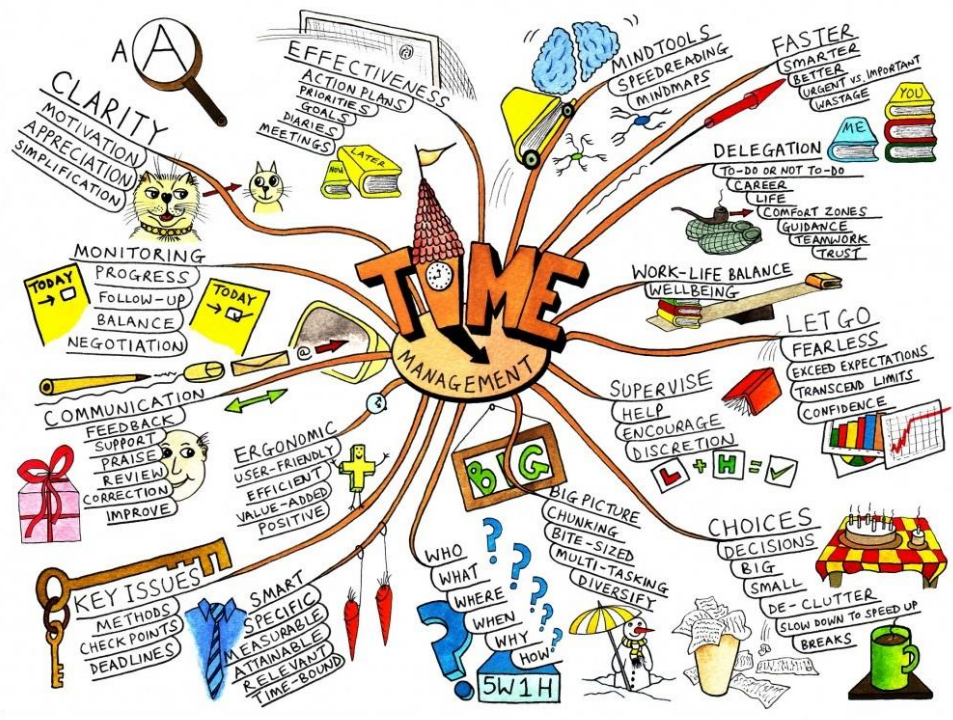 TIME
MANAGEMENT
A
A
CLARITY
MOTIVATION
APPRECIATION
SIMPLIFICATION
EFFECTIVENESS
ACTION PLANS
PRIORITIES
GOALS
DIARIES
MEETINGS
@
NOW
LATER
MINDTOOLS
SPEEDREADING
MINDMAPS
FASTER
SMARTER
BETTER
URGENT VS. IMPORTANT
WASTAGE
YOU
ME
DELEGATION
TO-DO OR NOT TO-DO
CAREER
LIFE
COMFORT ZONES
GUIDANCE
TEAMWORK
TRUST
WORK-LIFE BALANCE
WELLBEING
LET GO
FEARLESS
EXCEED EXPECTATIONS
TRANSCEND LIMITS
CONFIDENCE
SUPERVISE
HELP
ENCOURAGE
DISCRETION
L + H = ✓
CHOICES
DECISIONS
BIG
SMALL
DE-CLUTTER
SLOW DOWN TO SPEED UP
BREAKS
BIG
BIG PICTURE
CHUNKING
BITE-SIZED
MULTI-TASKING
DIVERSIFY
WHO
WHAT
WHERE
WHEN
WHY
HOW
? ? ? ? ? ?
5W1H
SMART
SPECIFIC
MEASURABLE
ATTAINABLE
RELEVANT
TIME-BOUND
KEY ISSUES
METHODS
CHECK POINTS
DEADLINES
ERGONOMIC
USER-FRIENDLY
EFFICIENT
VALUE-ADDED
POSITIVE
COMMUNICATION
FEEDBACK
SUPPORT
PRAISE
REVIEW
CORRECTION
IMPROVE
@
MONITORING
PROGRESS
FOLLOW-UP
BALANCE
NEGOTIATION
TODAY
→ ☐
TODAY
→ ☑